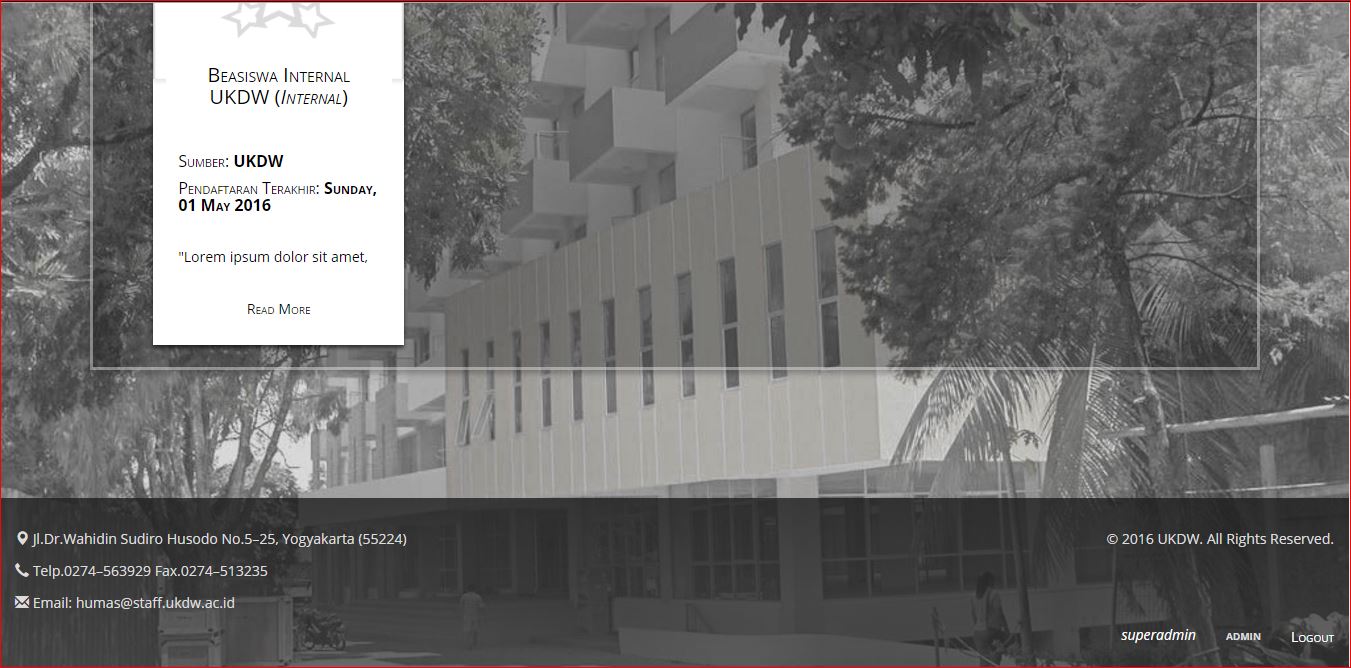 Beasiswa Internal
UKDW (Internal)
Sumber: UKDW
Pendaftaran Terakhir: Sunday,
01 May 2016
"Lorem ipsum dolor sit amet,
Read More
Jl.Dr.Wahidin Sudiro Husodo No.5–25, Yogyakarta (55224)
© 2016 UKDW. All Rights Reserved.
Telp.0274–563929 Fax.0274–513235
Email: humas@staff.ukdw.ac.id
superadmin ADMIN Logout